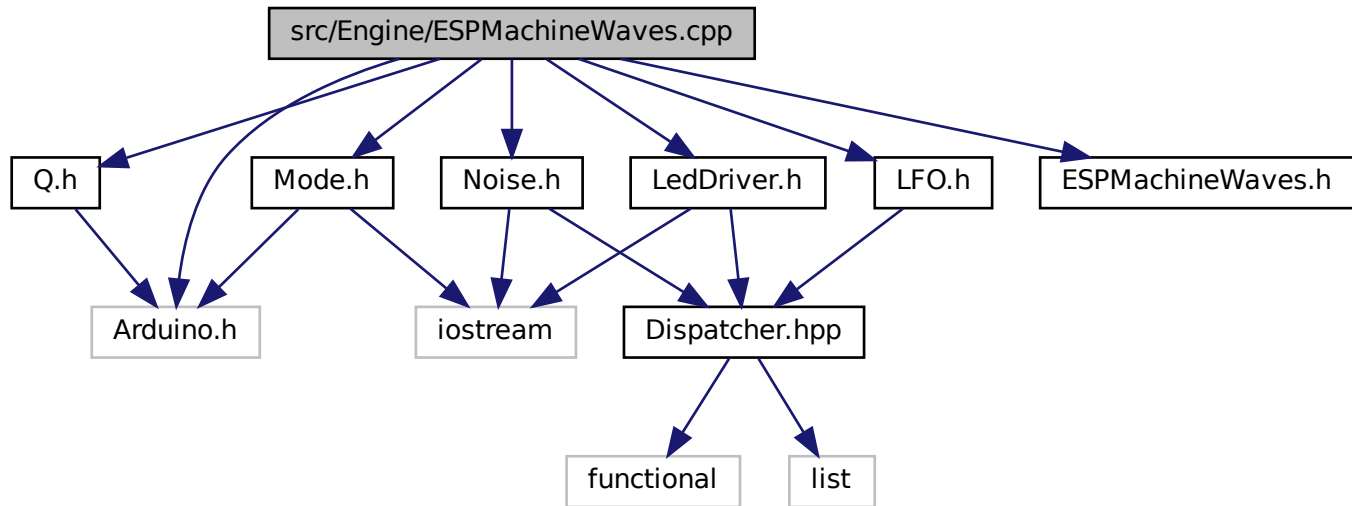 src/Engine/ESPMachineWaves.cpp
Q.h
Mode.h
Noise.h
LedDriver.h
LFO.h
ESPMachineWaves.h
Arduino.h
iostream
Dispatcher.hpp
functional
list